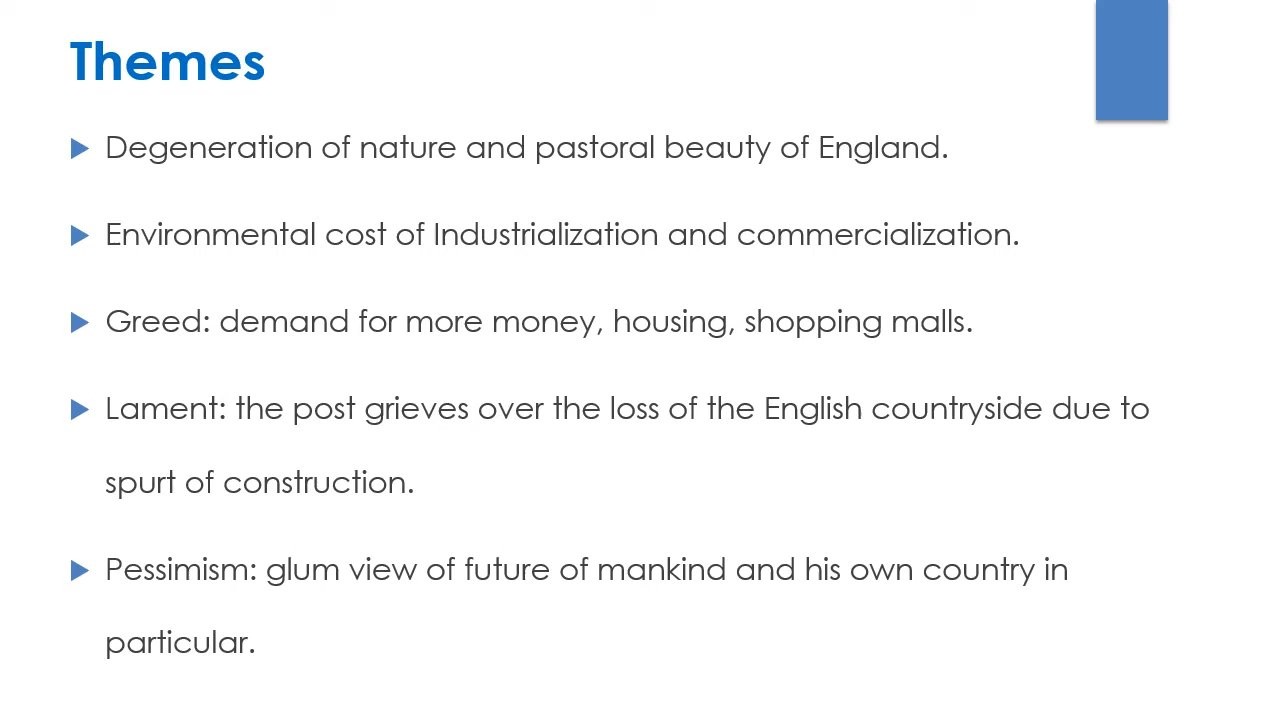 Themes
Degeneration of nature and pastoral beauty of England.
Environmental cost of Industrialization and commercialization.
Greed: demand for more money, housing, shopping malls.
Lament: the post grieves over the loss of the English countryside due to
spurt of construction.
Pessimism: glum view of future of mankind and his own country in
particular.